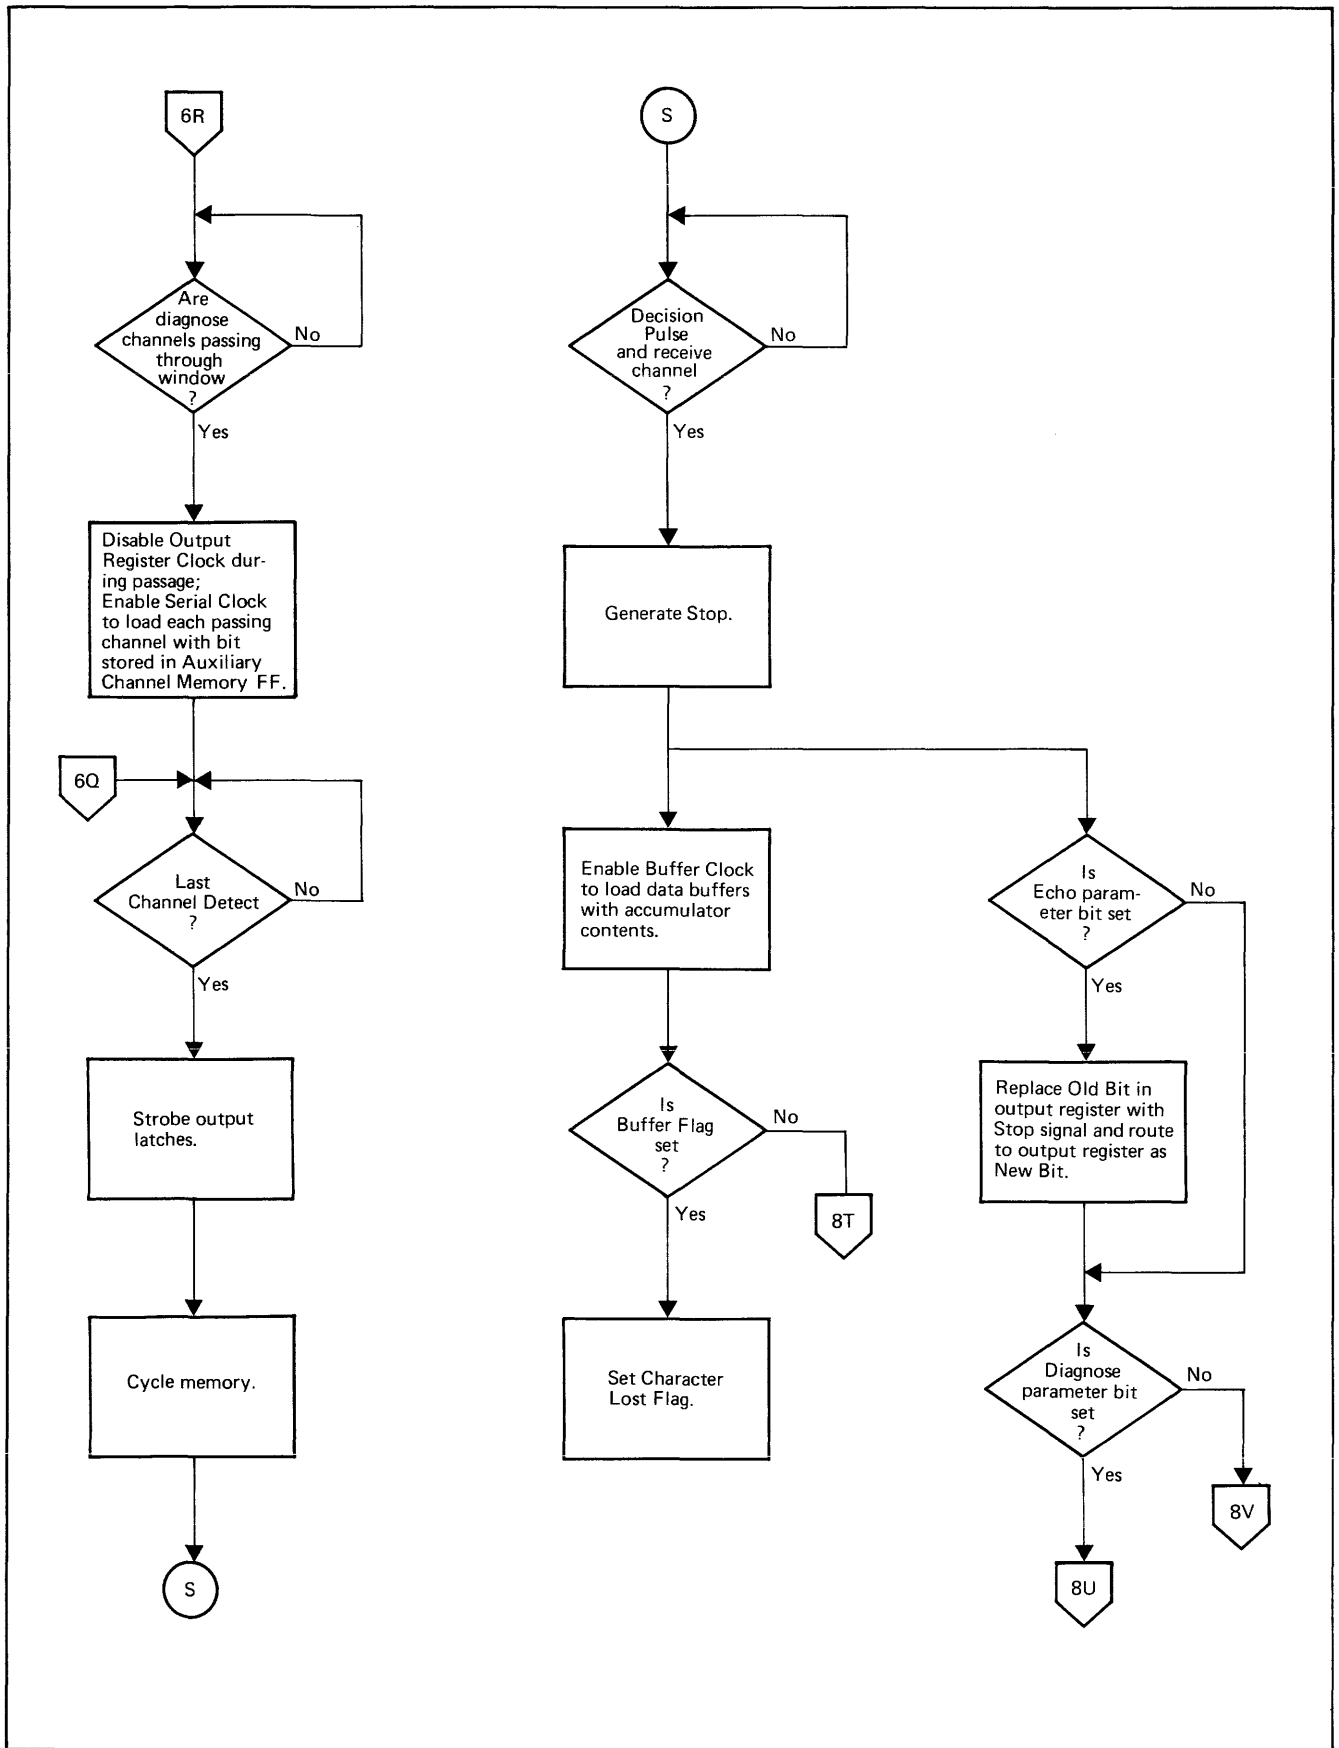 6R
Are
diagnose
channels passing
through
window
?
No
Yes
Disable Output
Register Clock dur-
ing passage;
Enable Serial Clock
to load each passing
channel with bit
stored in Auxiliary
Channel Memory FF.
6Q
Last
Channel Detect
?
No
Yes
Strobe output
latches.
Cycle memory.
S
S
Decision
Pulse
and receive
channel
?
No
Yes
Generate Stop.
Enable Buffer Clock
to load data buffers
with accumulator
contents.
Is
Buffer Flag
set
?
No
8T
Yes
Set Character
Lost Flag.
Is
Echo param-
eter bit set
?
No
Yes
Replace Old Bit in
output register with
Stop signal and route
to output register as
New Bit.
Is
Diagnose
parameter bit
set
?
No
8V
Yes
8U